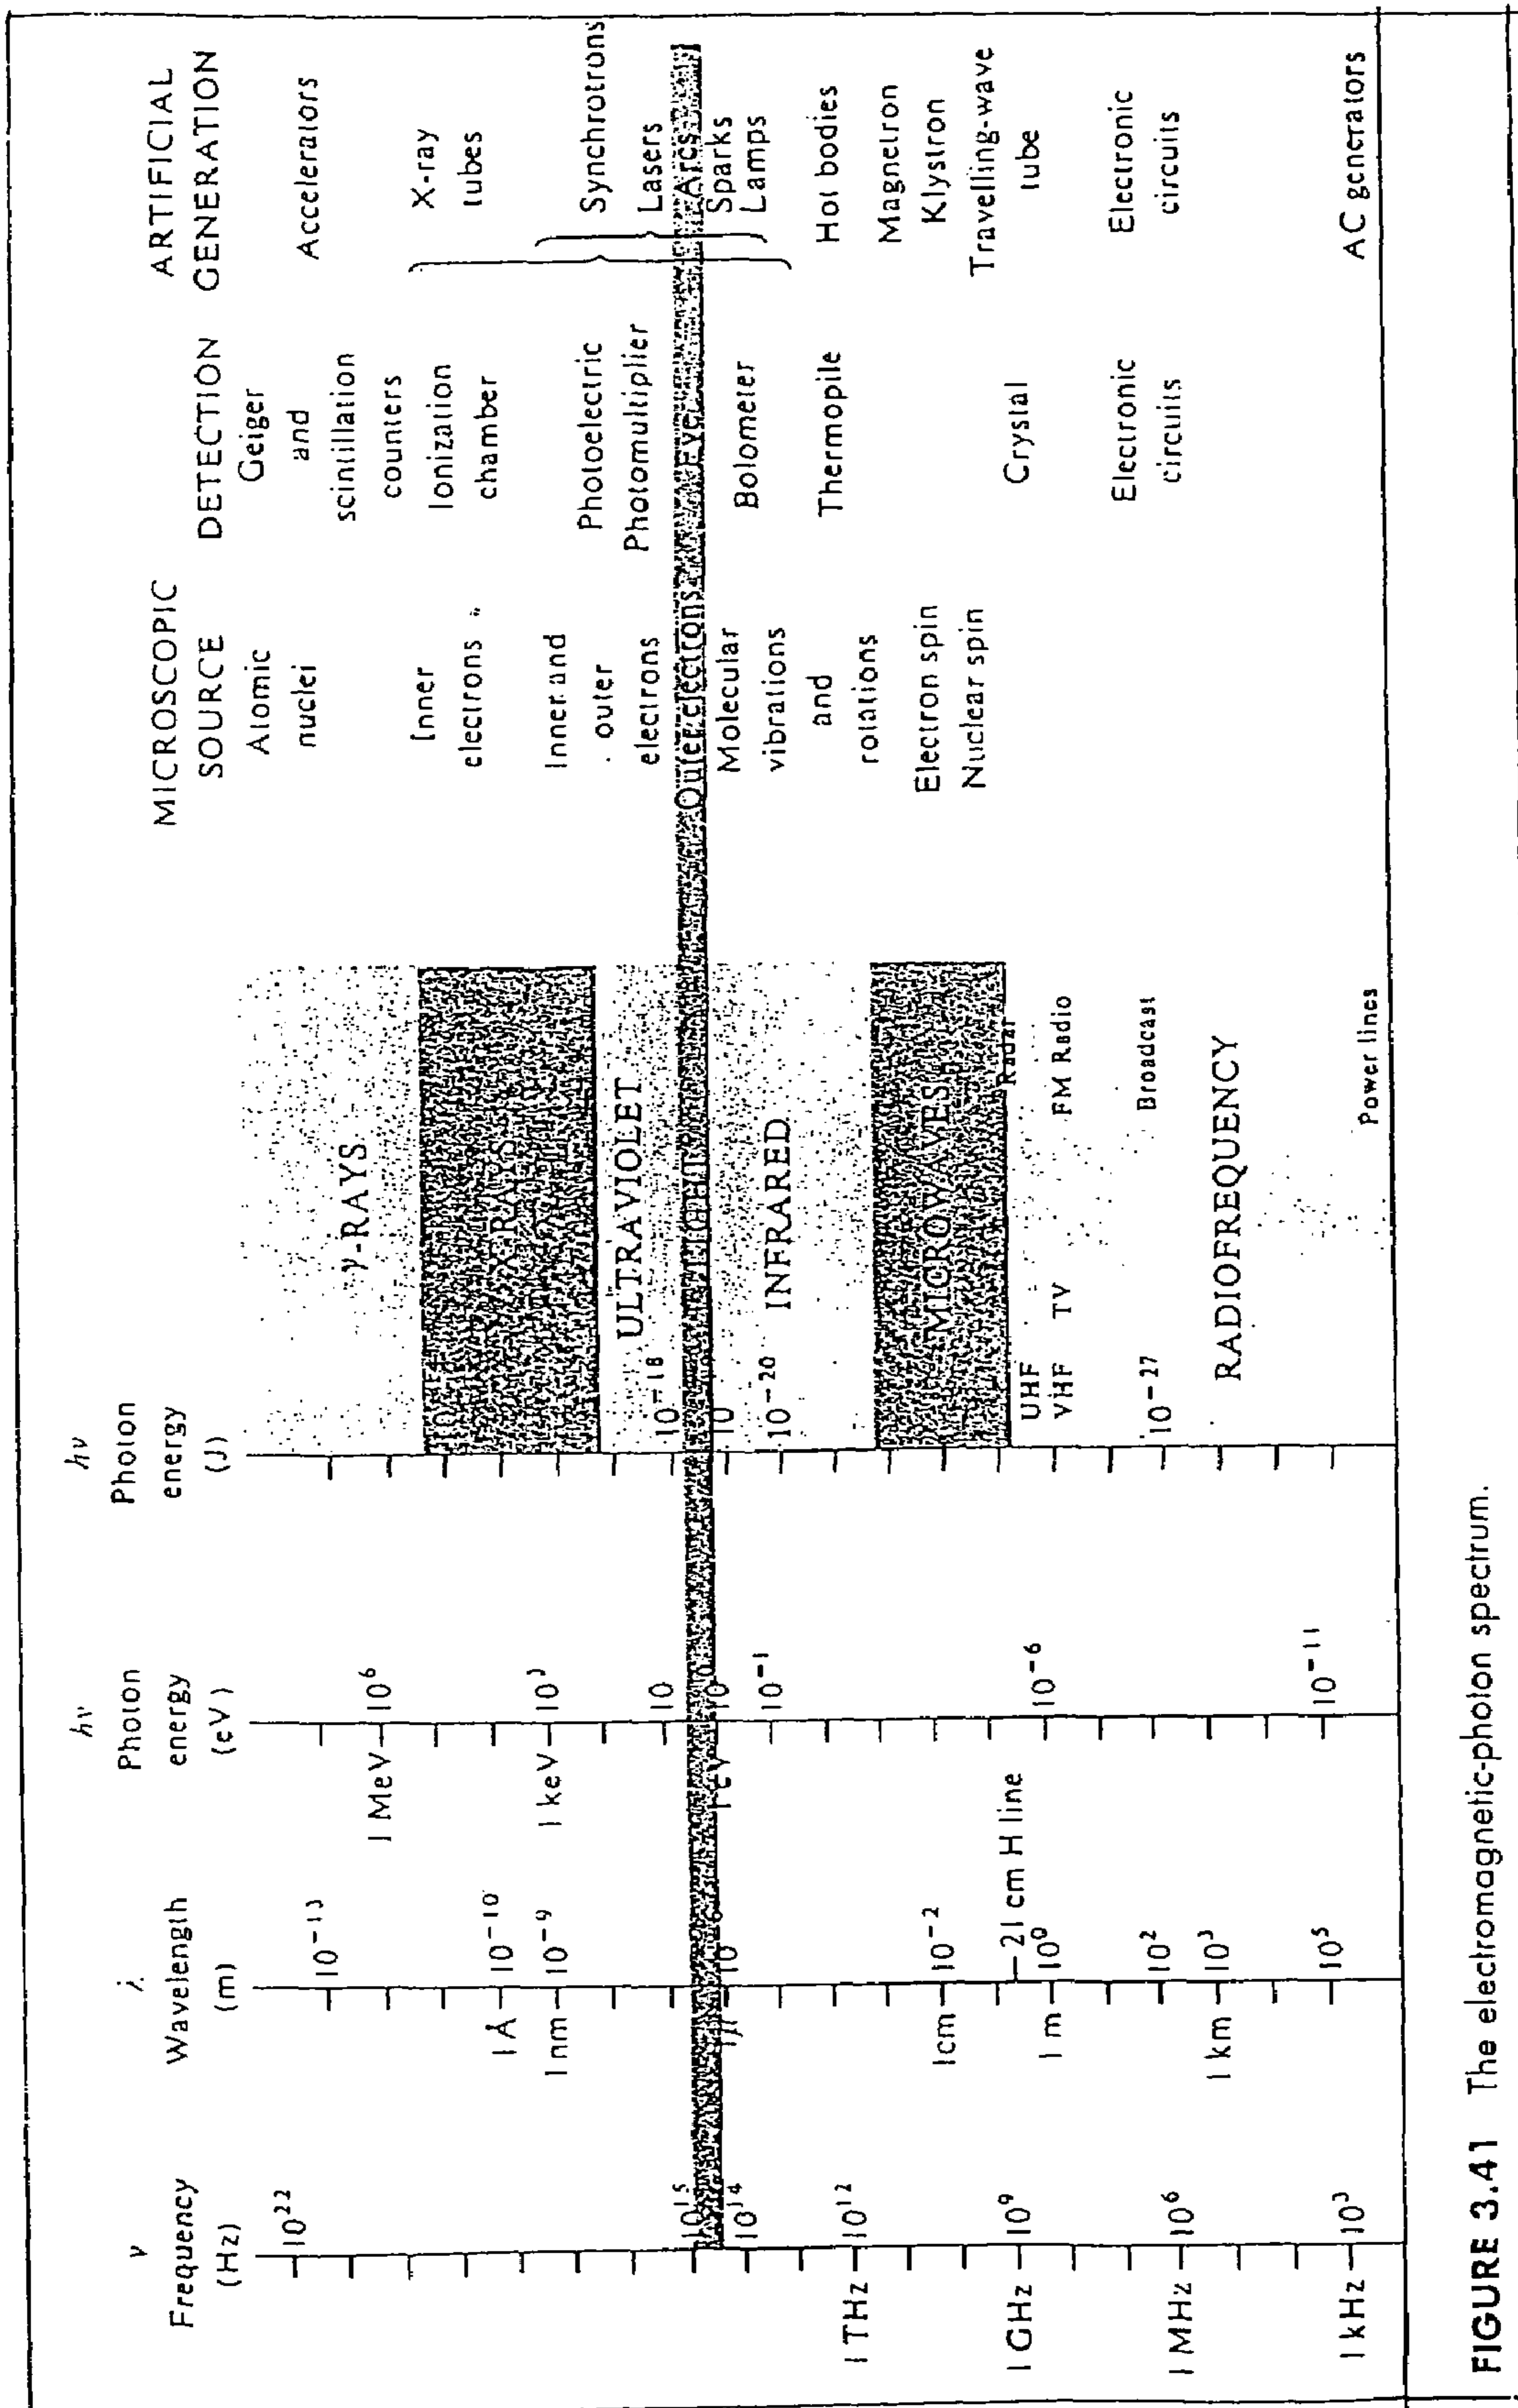 ν
Frequency
(Hz)
10²²
10¹⁵
10¹⁴
1 THz
10¹²
1 GHz
10⁹
1 MHz
10⁶
1 kHz
10³
λ
Wavelength
(m)
10⁻¹³
1 Å
10⁻¹⁰
1 nm
10⁻⁹
1 μ
1 cm
10⁻²
21 cm H line
1 m
10⁰
10²
1 km
10³
10⁵
hν
Photon
energy
(eV)
1 MeV
10⁶
1 keV
10³
10
1 eV
10⁰
10⁻¹
10⁻⁶
10⁻¹¹
hν
Photon
energy
(J)
10⁻¹⁸
10⁻²⁰
10⁻²⁷
γ-RAYS
X-RAYS
ULTRAVIOLET
LIGHT
INFRARED
MICROWAVES
Radar
UHF
VHF TV
FM Radio
Broadcast
RADIOFREQUENCY
Power lines
MICROSCOPIC
SOURCE
Atomic
nuclei
Inner
electrons
Inner and
outer
electrons
Outer electrons
Molecular
vibrations
and
rotations
Electron spin
Nuclear spin
DETECTION
Geiger
and
scintillation
counters
Ionization
chamber
Photoelectric
Photomultiplier
Eye
Bolometer
Thermopile
Crystal
Electronic
circuits
ARTIFICIAL
GENERATION
Accelerators
X-ray
tubes
Synchrotrons
Lasers
Arcs
Sparks
Lamps
Hot bodies
Magnetron
Klystron
Travelling-wave
tube
Electronic
circuits
AC generators
FIGURE 3.41 The electromagnetic-photon spectrum.